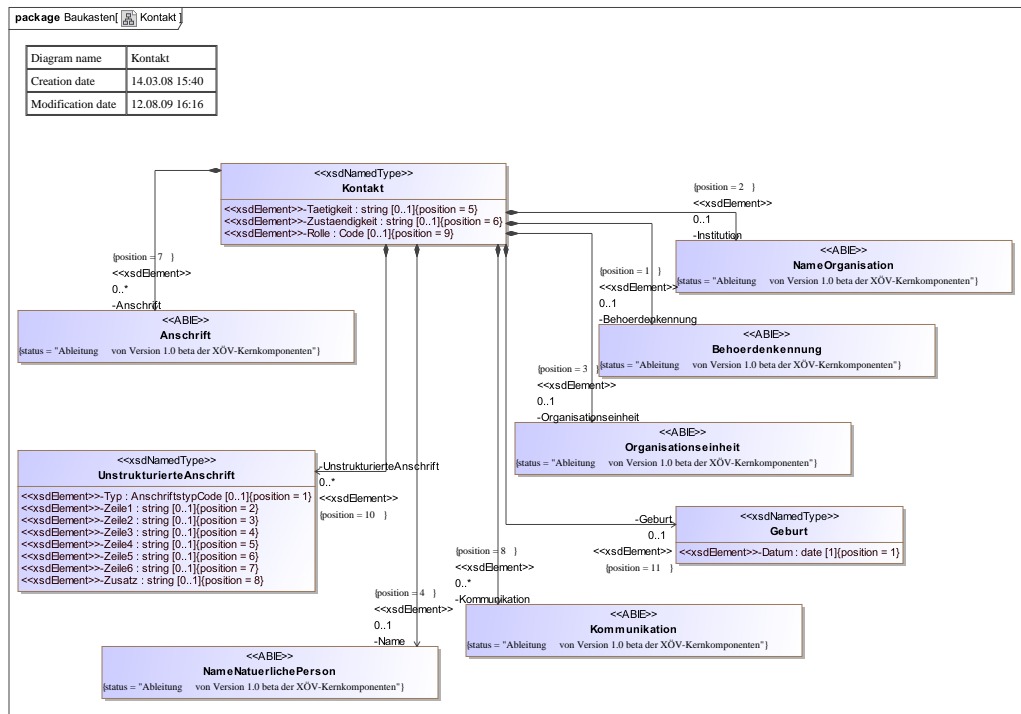 package Baukasten[ Kontakt ]
Diagram name Kontakt
Creation date 14.03.08 15:40
Modification date 12.08.09 16:16
<<xsdNamedType>>
Kontakt
<<xsdElement>>-Taetigkeit : string [0..1]{position = 5}
<<xsdElement>>-Zustaendigkeit : string [0..1]{position = 6}
<<xsdElement>>-Rolle : Code [0..1]{position = 9}
{position = 2 }
<<xsdElement>>
0..1
-Institution
<<ABIE>>
NameOrganisation
{status = "Ableitung von Version 1.0 beta der XÖV-Kernkomponenten"}
{position = 7 }
<<xsdElement>>
0..*
-Anschrift
<<ABIE>>
Anschrift
{status = "Ableitung von Version 1.0 beta der XÖV-Kernkomponenten"}
{position = 1 }
<<xsdElement>>
0..1
-Behoerdenkennung
<<ABIE>>
Behoerdenkennung
{status = "Ableitung von Version 1.0 beta der XÖV-Kernkomponenten"}
{position = 3 }
<<xsdElement>>
0..1
-Organisationseinheit
<<ABIE>>
Organisationseinheit
{status = "Ableitung von Version 1.0 beta der XÖV-Kernkomponenten"}
<<xsdNamedType>>
UnstrukturierteAnschrift
<<xsdElement>>-Typ : AnschriftstypCode [0..1]{position = 1}
<<xsdElement>>-Zeile1 : string [0..1]{position = 2}
<<xsdElement>>-Zeile2 : string [0..1]{position = 3}
<<xsdElement>>-Zeile3 : string [0..1]{position = 4}
<<xsdElement>>-Zeile4 : string [0..1]{position = 5}
<<xsdElement>>-Zeile5 : string [0..1]{position = 6}
<<xsdElement>>-Zeile6 : string [0..1]{position = 7}
<<xsdElement>>-Zusatz : string [0..1]{position = 8}
-UnstrukturierteAnschrift
0..*
<<xsdElement>>
{position = 10 }
-Geburt
0..1
<<xsdElement>>
{position = 11 }
<<xsdNamedType>>
Geburt
<<xsdElement>>-Datum : date [1]{position = 1}
{position = 8 }
<<xsdElement>>
0..*
-Kommunikation
<<ABIE>>
Kommunikation
{status = "Ableitung von Version 1.0 beta der XÖV-Kernkomponenten"}
{position = 4 }
<<xsdElement>>
0..1
-Name
<<ABIE>>
NameNatuerlichePerson
{status = "Ableitung von Version 1.0 beta der XÖV-Kernkomponenten"}